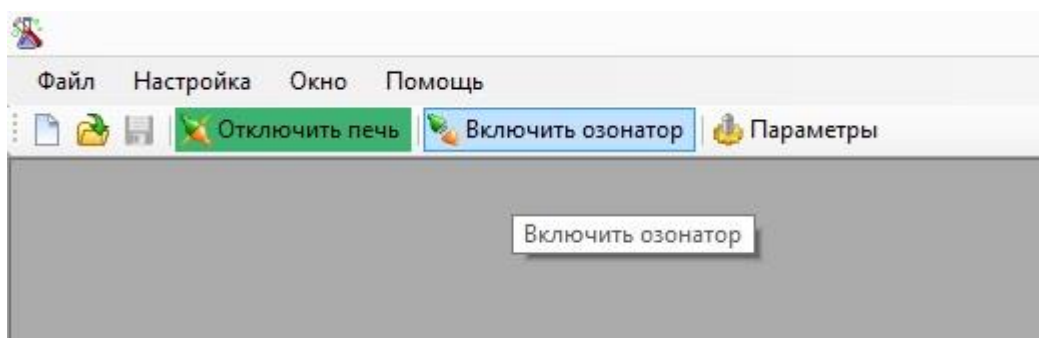 Файл Настройка Окно Помощь
Отключить печь Включить озонатор Параметры
Включить озонатор